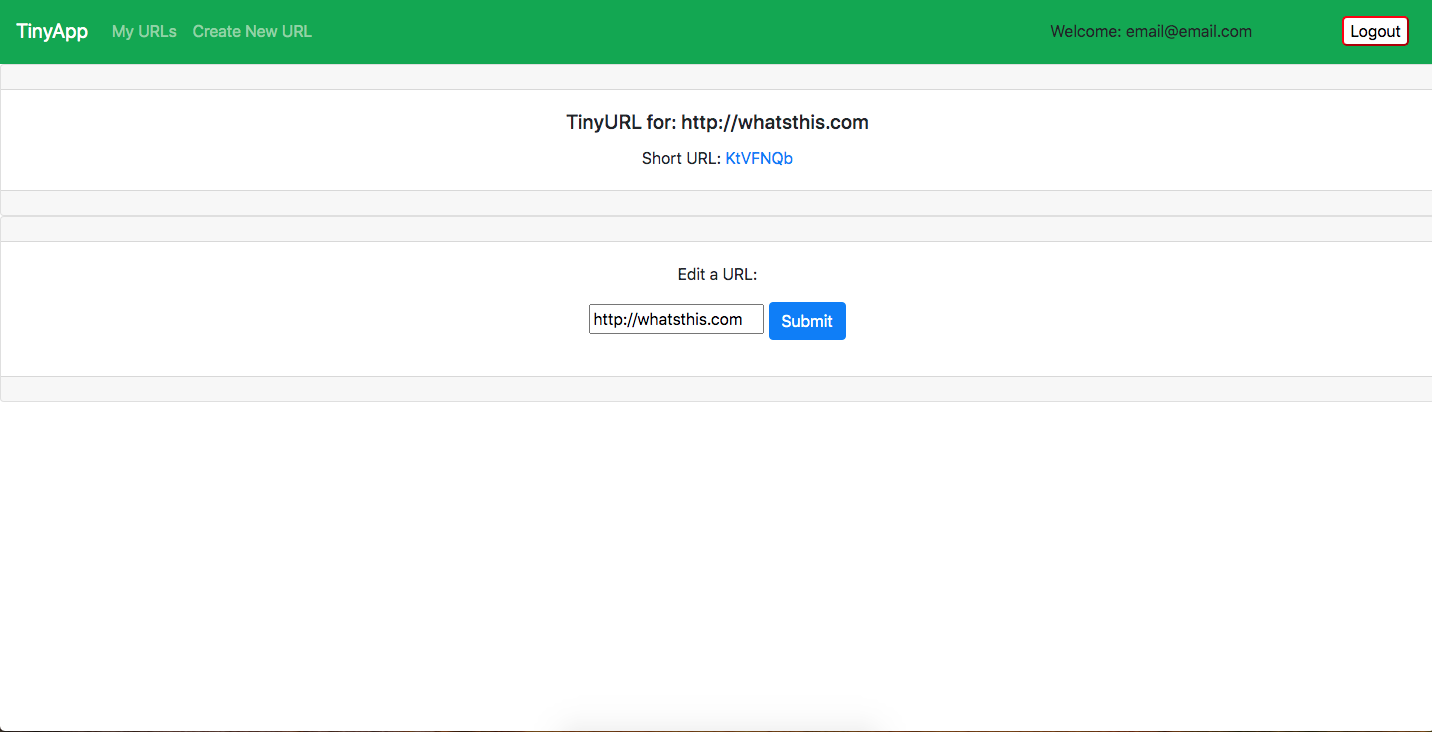 TinyApp My URLs Create New URL Welcome: email@email.com Logout
TinyURL for: http://whatsthis.com
Short URL: KtVFNQb
Edit a URL:
http://whatsthis.com Submit